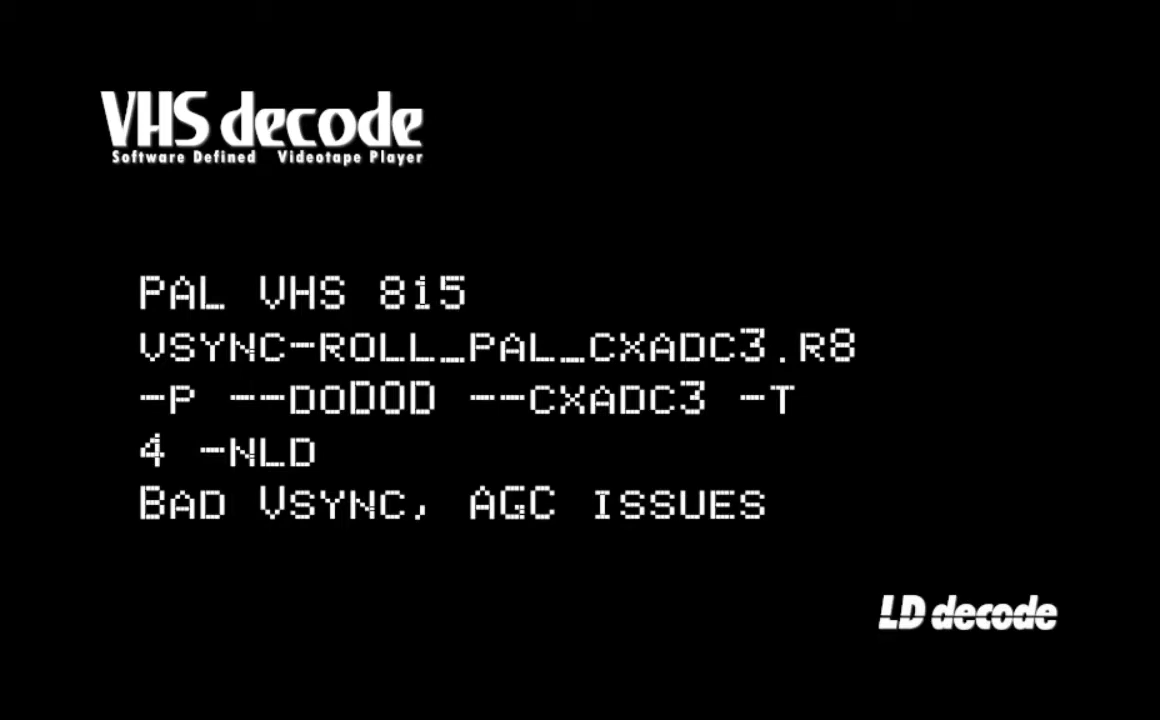 VHS decode
Software Defined Videotape Player
PAL VHS 815
vsync-roll_pal_cxadc3.r8
-p --doDOD --cxadc3 -t
4 -nld
Bad Vsync, AGC issues
LD decode